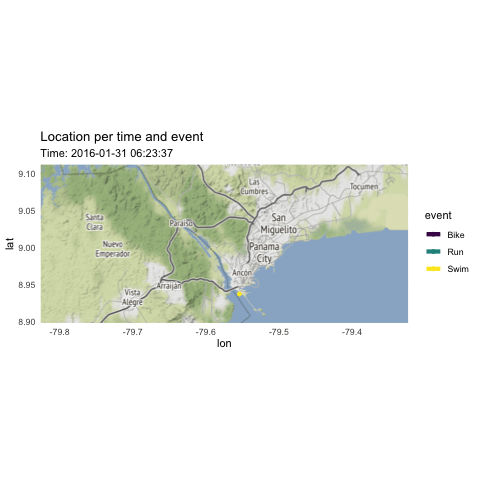 Location per time and event
Time: 2016-01-31 06:23:37
9.10
9.05
9.00
8.95
8.90
lat
Las
Cumbres
Tocumen
Santa
Clara
Paraíso
San
Miguelito
Nuevo
Emperador
Panama
City
Ancón
Arraiján
Vista
Alegre
-79.8
-79.7
-79.6
-79.5
-79.4
lon
event
Bike
Run
Swim